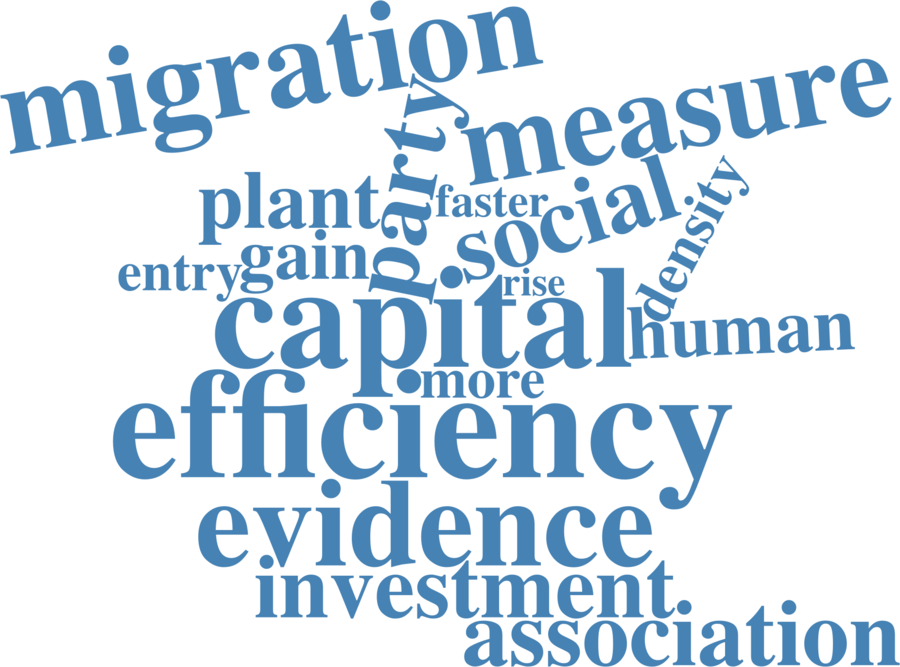 migration
measure
party
plant
faster
social
density
gain
entry
rise
capital
human
more
efficiency
evidence
investment
association